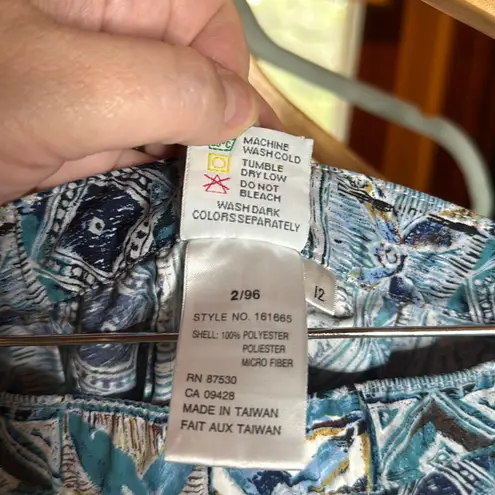 MACHINE
WASH COLD
TUMBLE
DRY LOW
DO NOT
BLEACH
WASH DARK
COLORS SEPARATELY
12
2/96
STYLE NO. 161665
SHELL: 100% POLYESTER
POLIESTER
MICRO FIBER
RN 87530
CA 09428
MADE IN TAIWAN
FAIT AUX TAIWAN